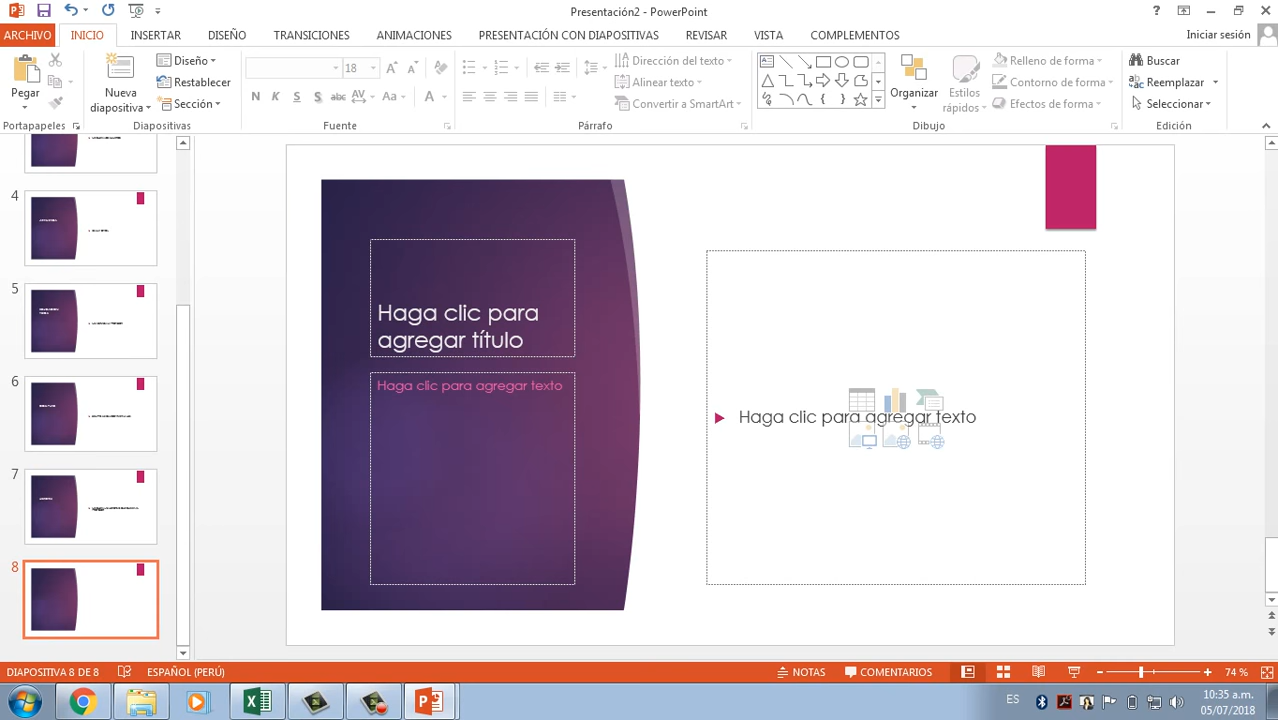 Presentación2 - PowerPoint
ARCHIVO INICIO INSERTAR DISEÑO TRANSICIONES ANIMACIONES PRESENTACIÓN CON DIAPOSITIVAS REVISAR VISTA COMPLEMENTOS Iniciar sesión
Pegar
Portapapeles
Nueva
diapositiva
Diseño
Restablecer
Sección
Diapositivas
18
N K S S abc AV Aa A
Fuente
Dirección del texto
Alinear texto
Convertir a SmartArt
Párrafo
Organizar
Estilos
rápidos
Relleno de forma
Contorno de forma
Efectos de forma
Dibujo
Buscar
Reemplazar
Seleccionar
Edición
4
5
6
7
8
Haga clic para
agregar título
Haga clic para agregar texto
Haga clic para agregar texto
DIAPOSITIVA 8 DE 8 ESPAÑOL (PERÚ) NOTAS COMENTARIOS 74 %
ES
10:35 a.m.
05/07/2018